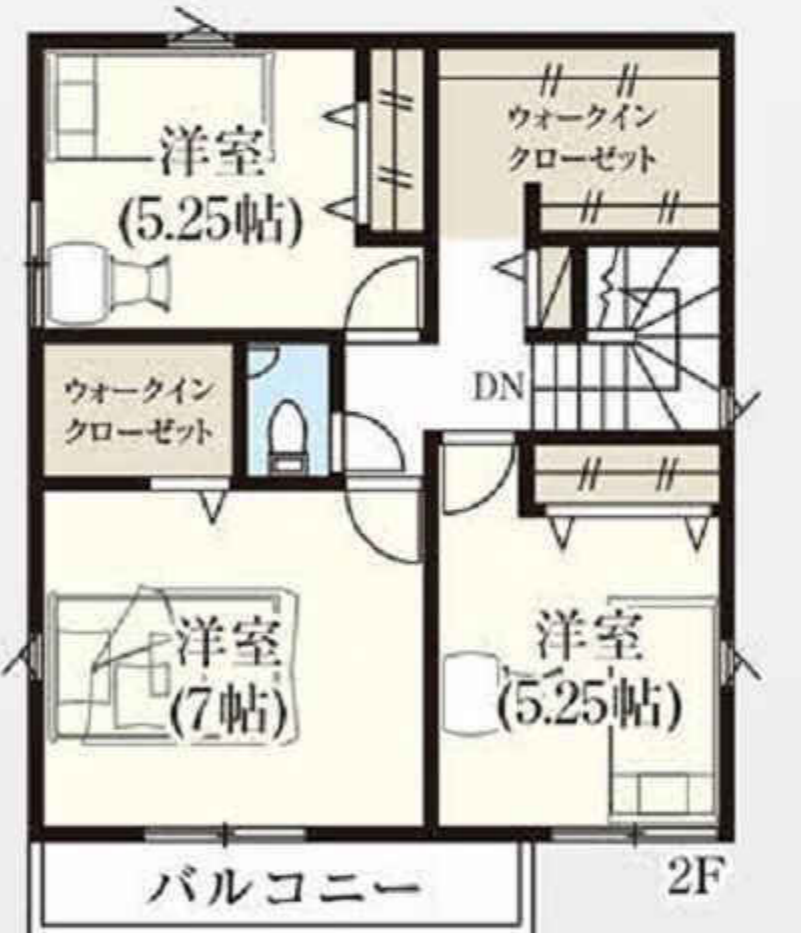 洋室
(5.25帖)
ウォークイン
クローゼット
ウォークイン
クローゼット
DN
洋室
(7帖)
洋室
(5.25帖)
バルコニー
2F